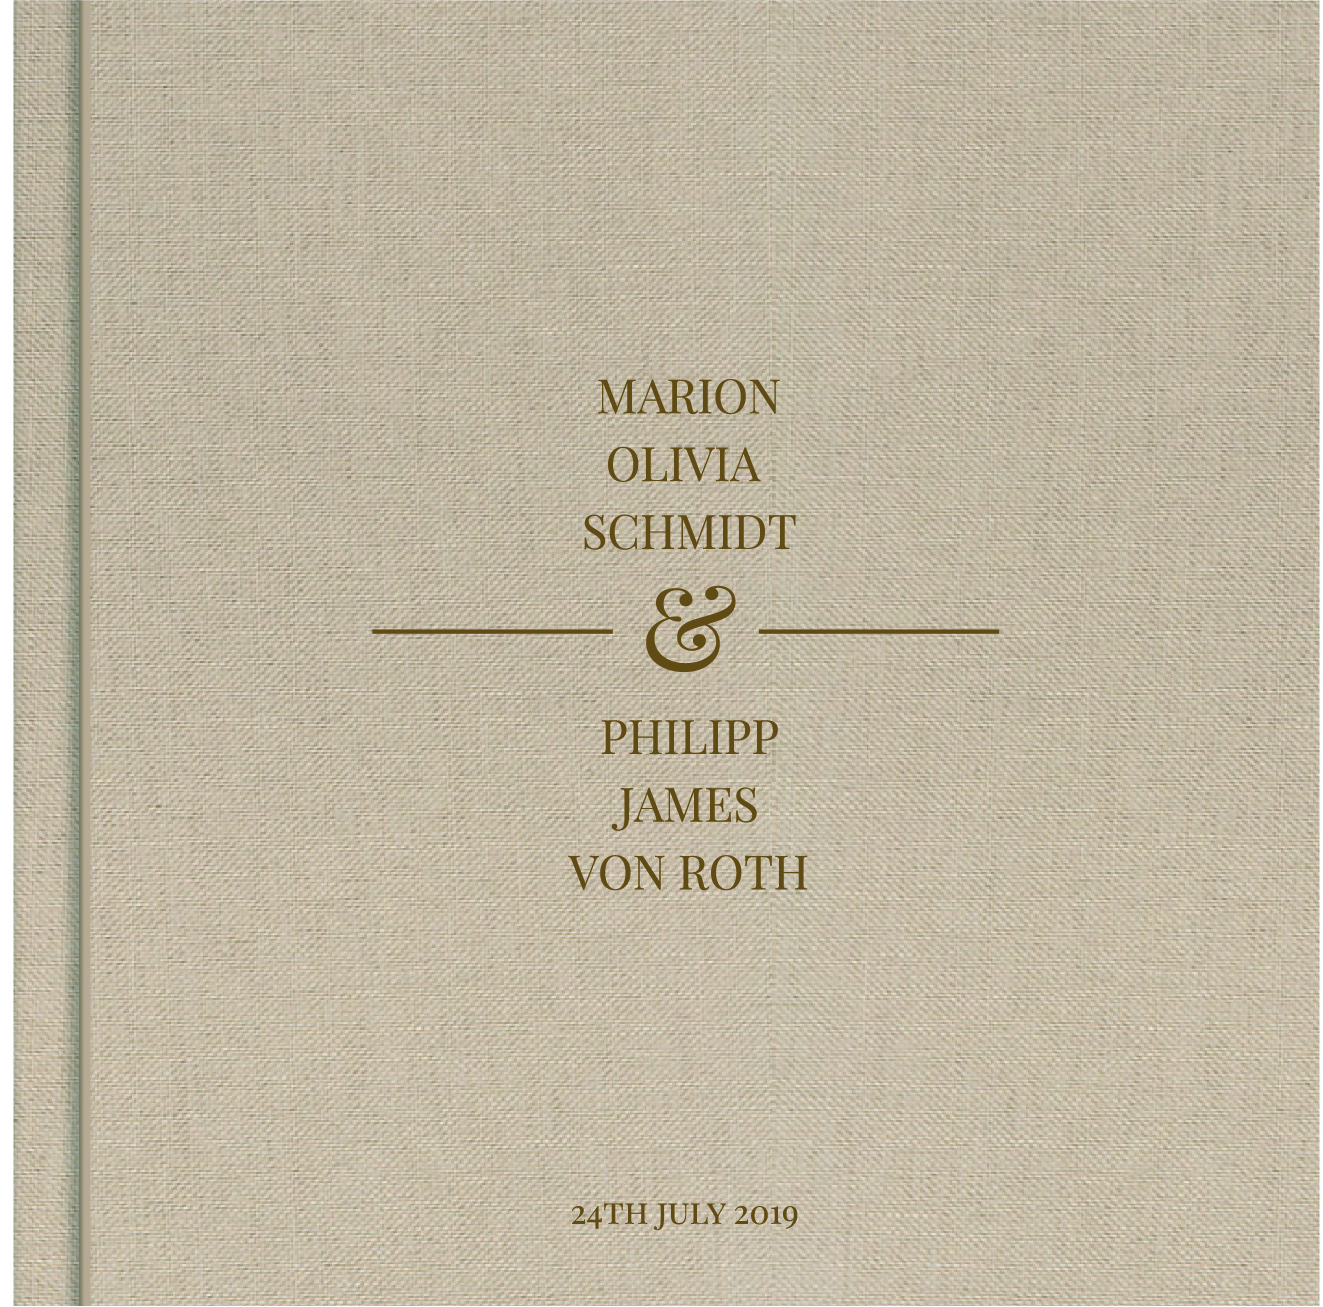 MARION
OLIVIA
SCHMIDT
&
PHILIPP
JAMES
VON ROTH
24TH JULY 2019